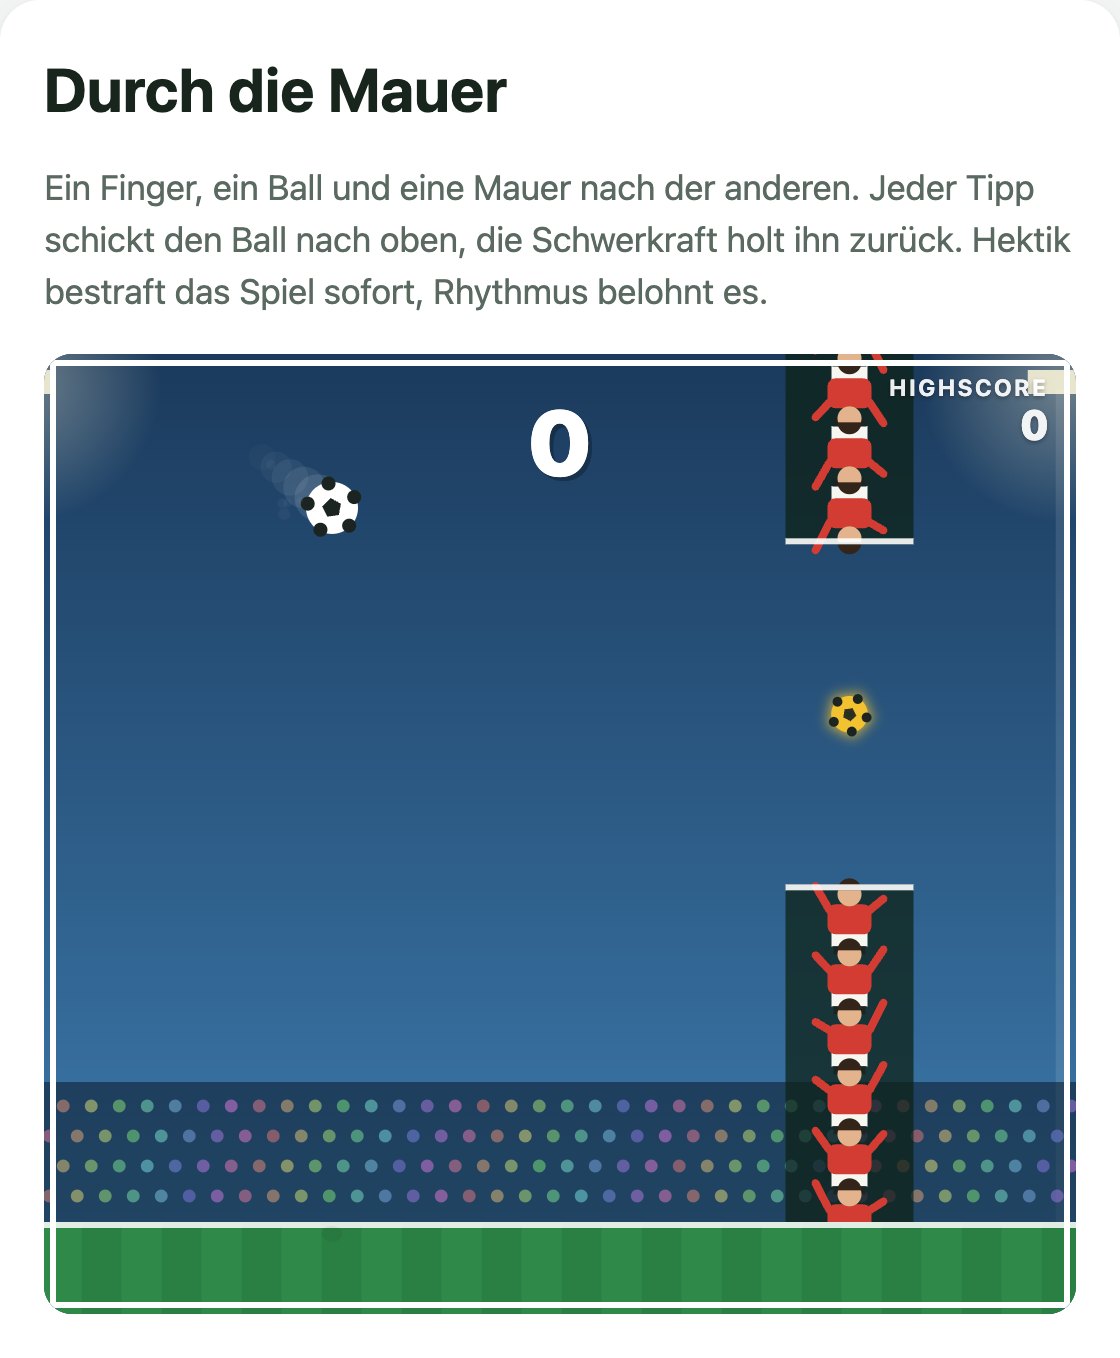 Durch die Mauer
Ein Finger, ein Ball und eine Mauer nach der anderen. Jeder Tipp
schickt den Ball nach oben, die Schwerkraft holt ihn zurück. Hektik
bestraft das Spiel sofort, Rhythmus belohnt es.
HIGHSCORE
0
0